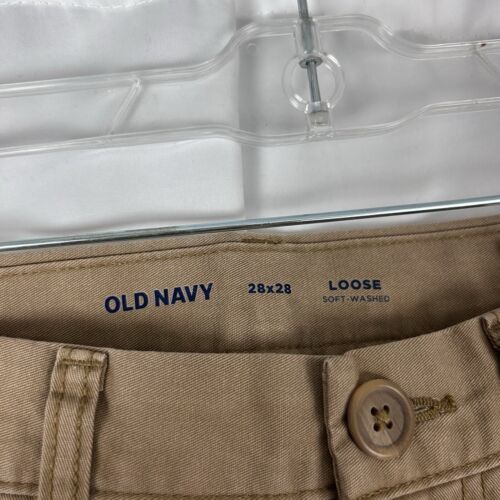 OLD NAVY 28x28 LOOSE
SOFT-WASHED